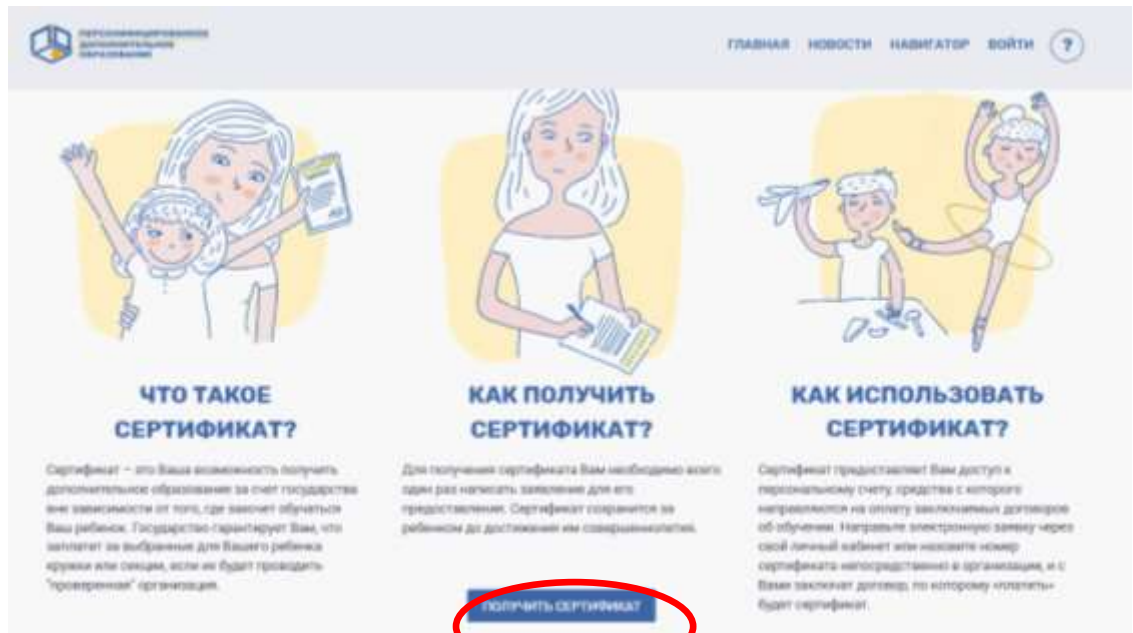 ПЕРСОНИФИЦИРОВАННОЕ
ДОПОЛНИТЕЛЬНОЕ
ОБРАЗОВАНИЕ
ГЛАВНАЯ НОВОСТИ НАВИГАТОР ВОЙТИ ?
ЧТО ТАКОЕ
СЕРТИФИКАТ?
Сертификат – это Ваша возможность получить
дополнительное образование за счет государства
вне зависимости от того, где захочет обучаться
Ваш ребенок. Государство гарантирует Вам, что
заплатит за выбранные для Вашего ребенка
кружки или секции, если их будет проводить
"проверенная" организация.
КАК ПОЛУЧИТЬ
СЕРТИФИКАТ?
Для получения сертификата Вам необходимо всего
один раз написать заявление для его
предоставления. Сертификат сохранится за
ребенком до достижения им совершеннолетия.
ПОЛУЧИТЬ СЕРТИФИКАТ
КАК ИСПОЛЬЗОВАТЬ
СЕРТИФИКАТ?
Сертификат предоставляет Вам доступ к
персональному счету, средства с которого
направляются на оплату заключаемых договоров
об обучении. Направьте электронную заявку через
свой личный кабинет или назовите номер
сертификата непосредственно в организации, и с
Вами заключат договор, по которому «платить»
будет сертификат.